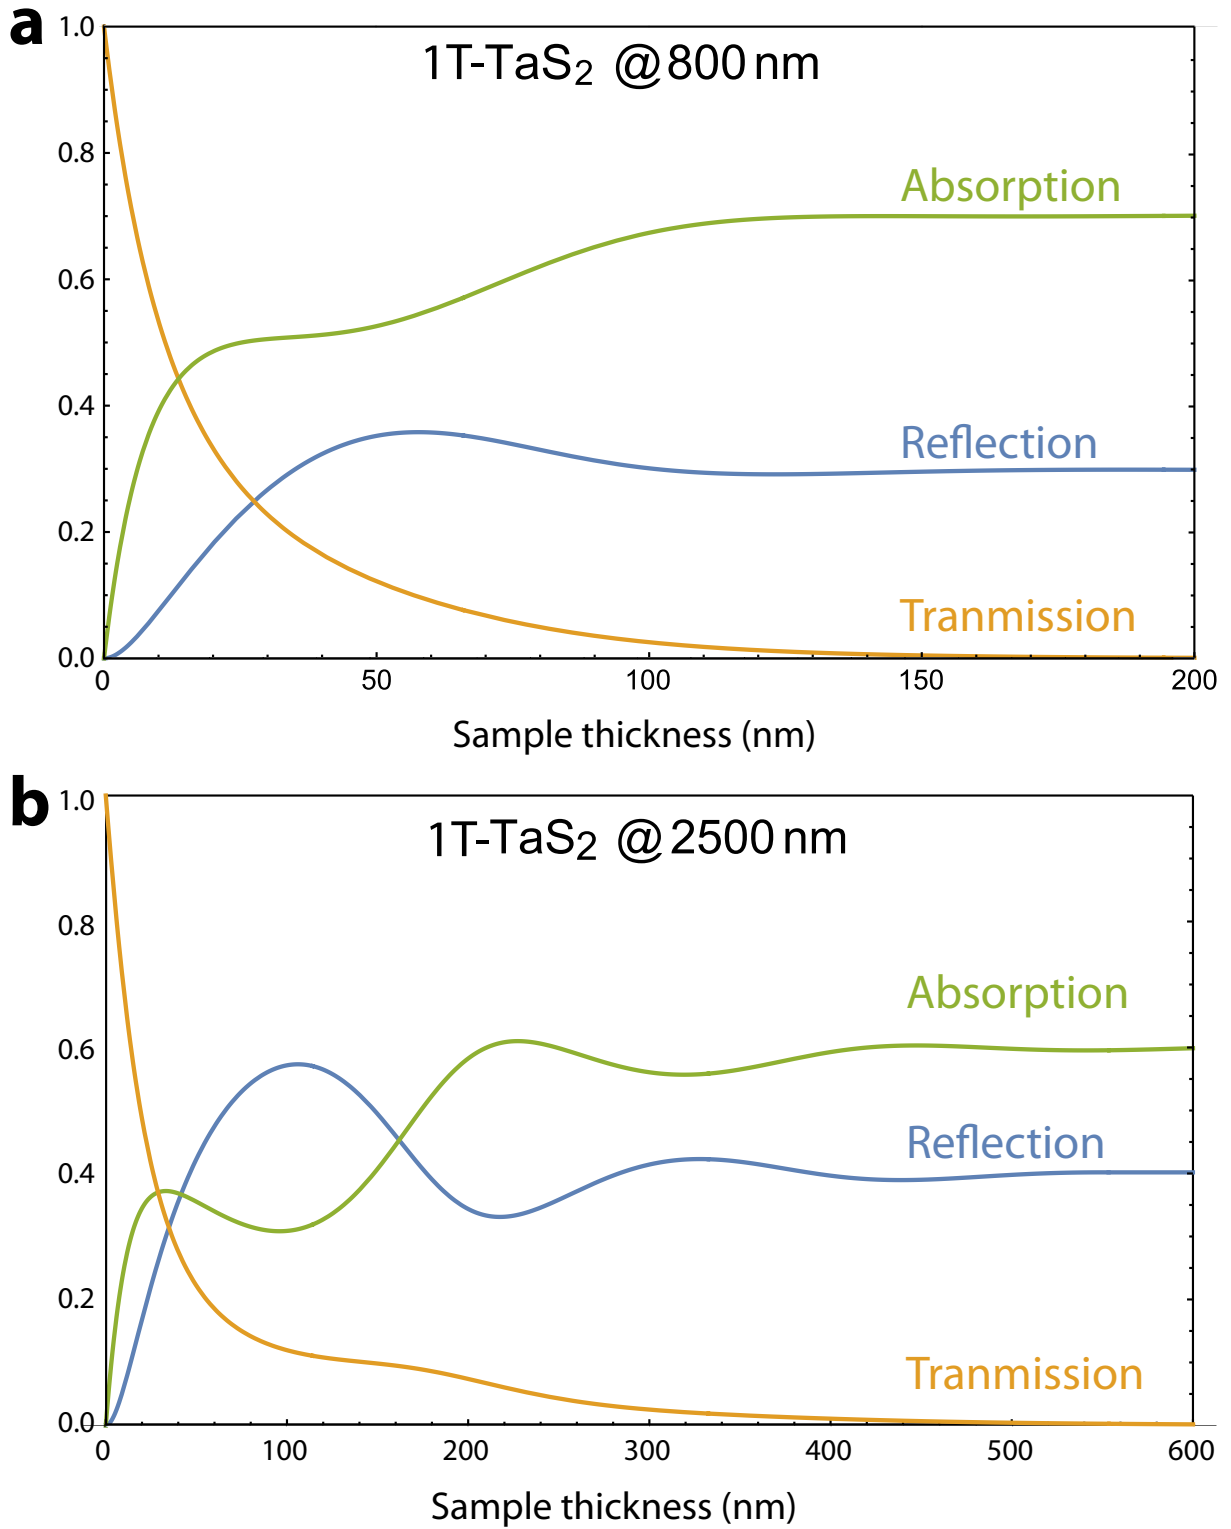 a
1T-TaS₂ @800 nm
1.0
0.8
0.6
0.4
0.2
0.0
Absorption
Reflection
Tranmission
0 50 100 150 200
Sample thickness (nm)
b
1T-TaS₂ @2500 nm
1.0
0.8
0.6
0.4
0.2
0.0
Absorption
Reflection
Tranmission
0 100 200 300 400 500 600
Sample thickness (nm)